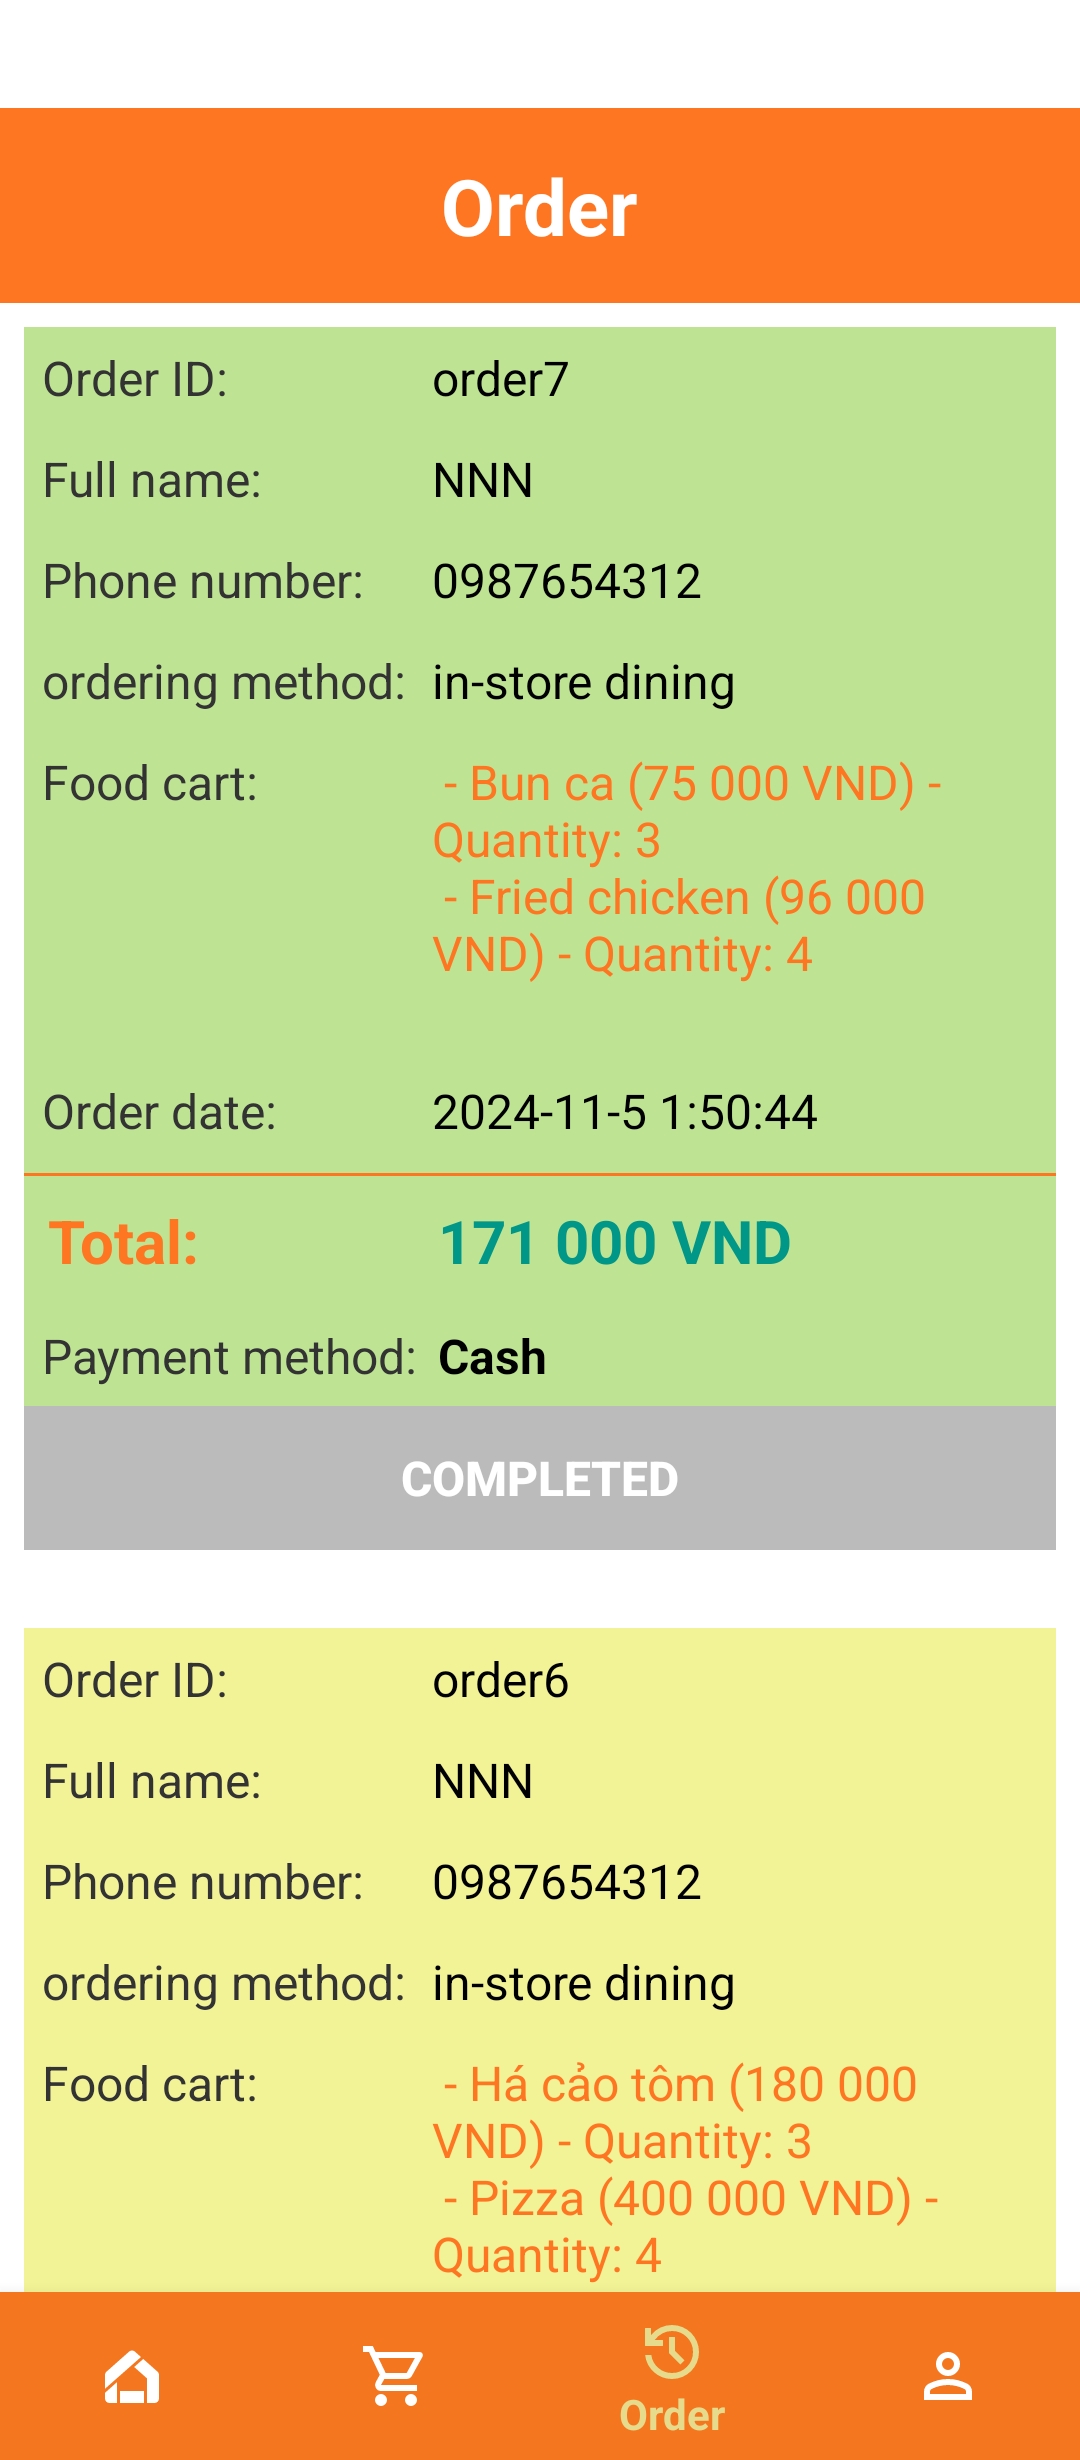 Order
Order ID: order7
Full name: NNN
Phone number: 0987654312
ordering method: in-store dining
Food cart: - Bun ca (75 000 VND) -
Quantity: 3
- Fried chicken (96 000
VND) - Quantity: 4
Order date: 2024-11-5 1:50:44
Total: 171 000 VND
Payment method: Cash
COMPLETED
Order ID: order6
Full name: NNN
Phone number: 0987654312
ordering method: in-store dining
Food cart: - Há cảo tôm (180 000
VND) - Quantity: 3
- Pizza (400 000 VND) -
Quantity: 4
Order